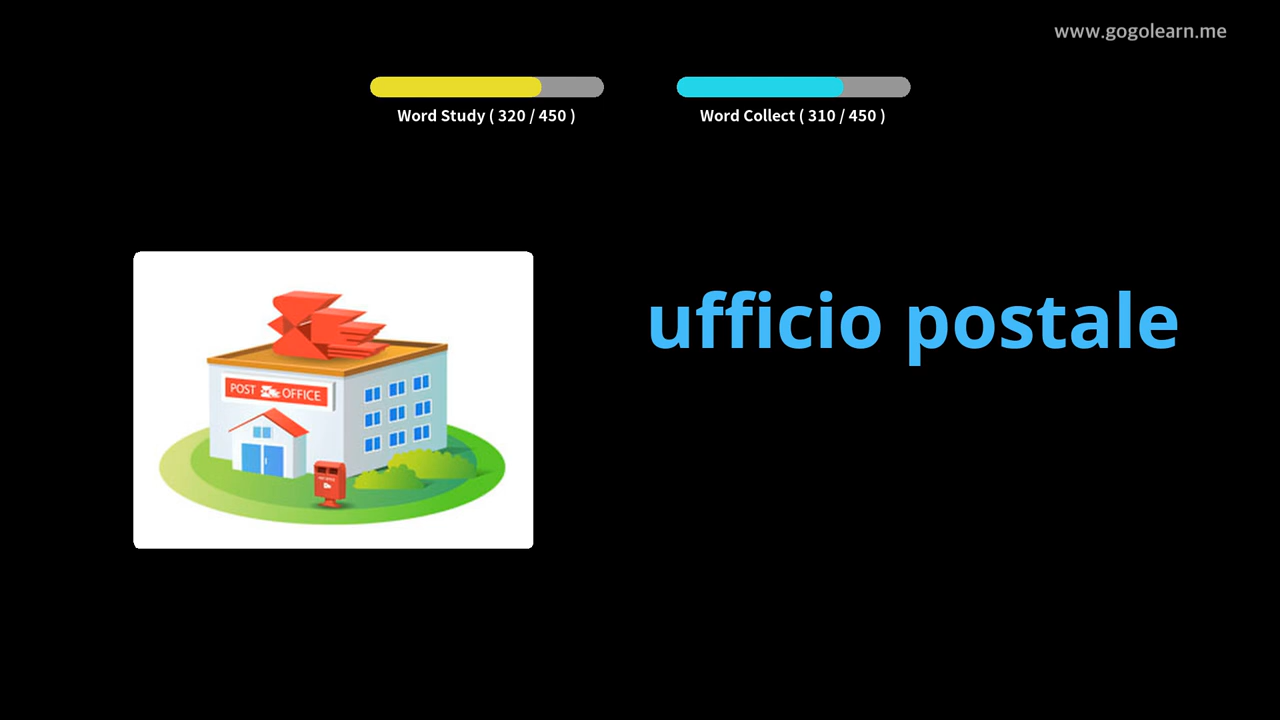 www.gogolearn.me
Word Study ( 320 / 450 )
Word Collect ( 310 / 450 )
ufficio postale
POST OFFICE